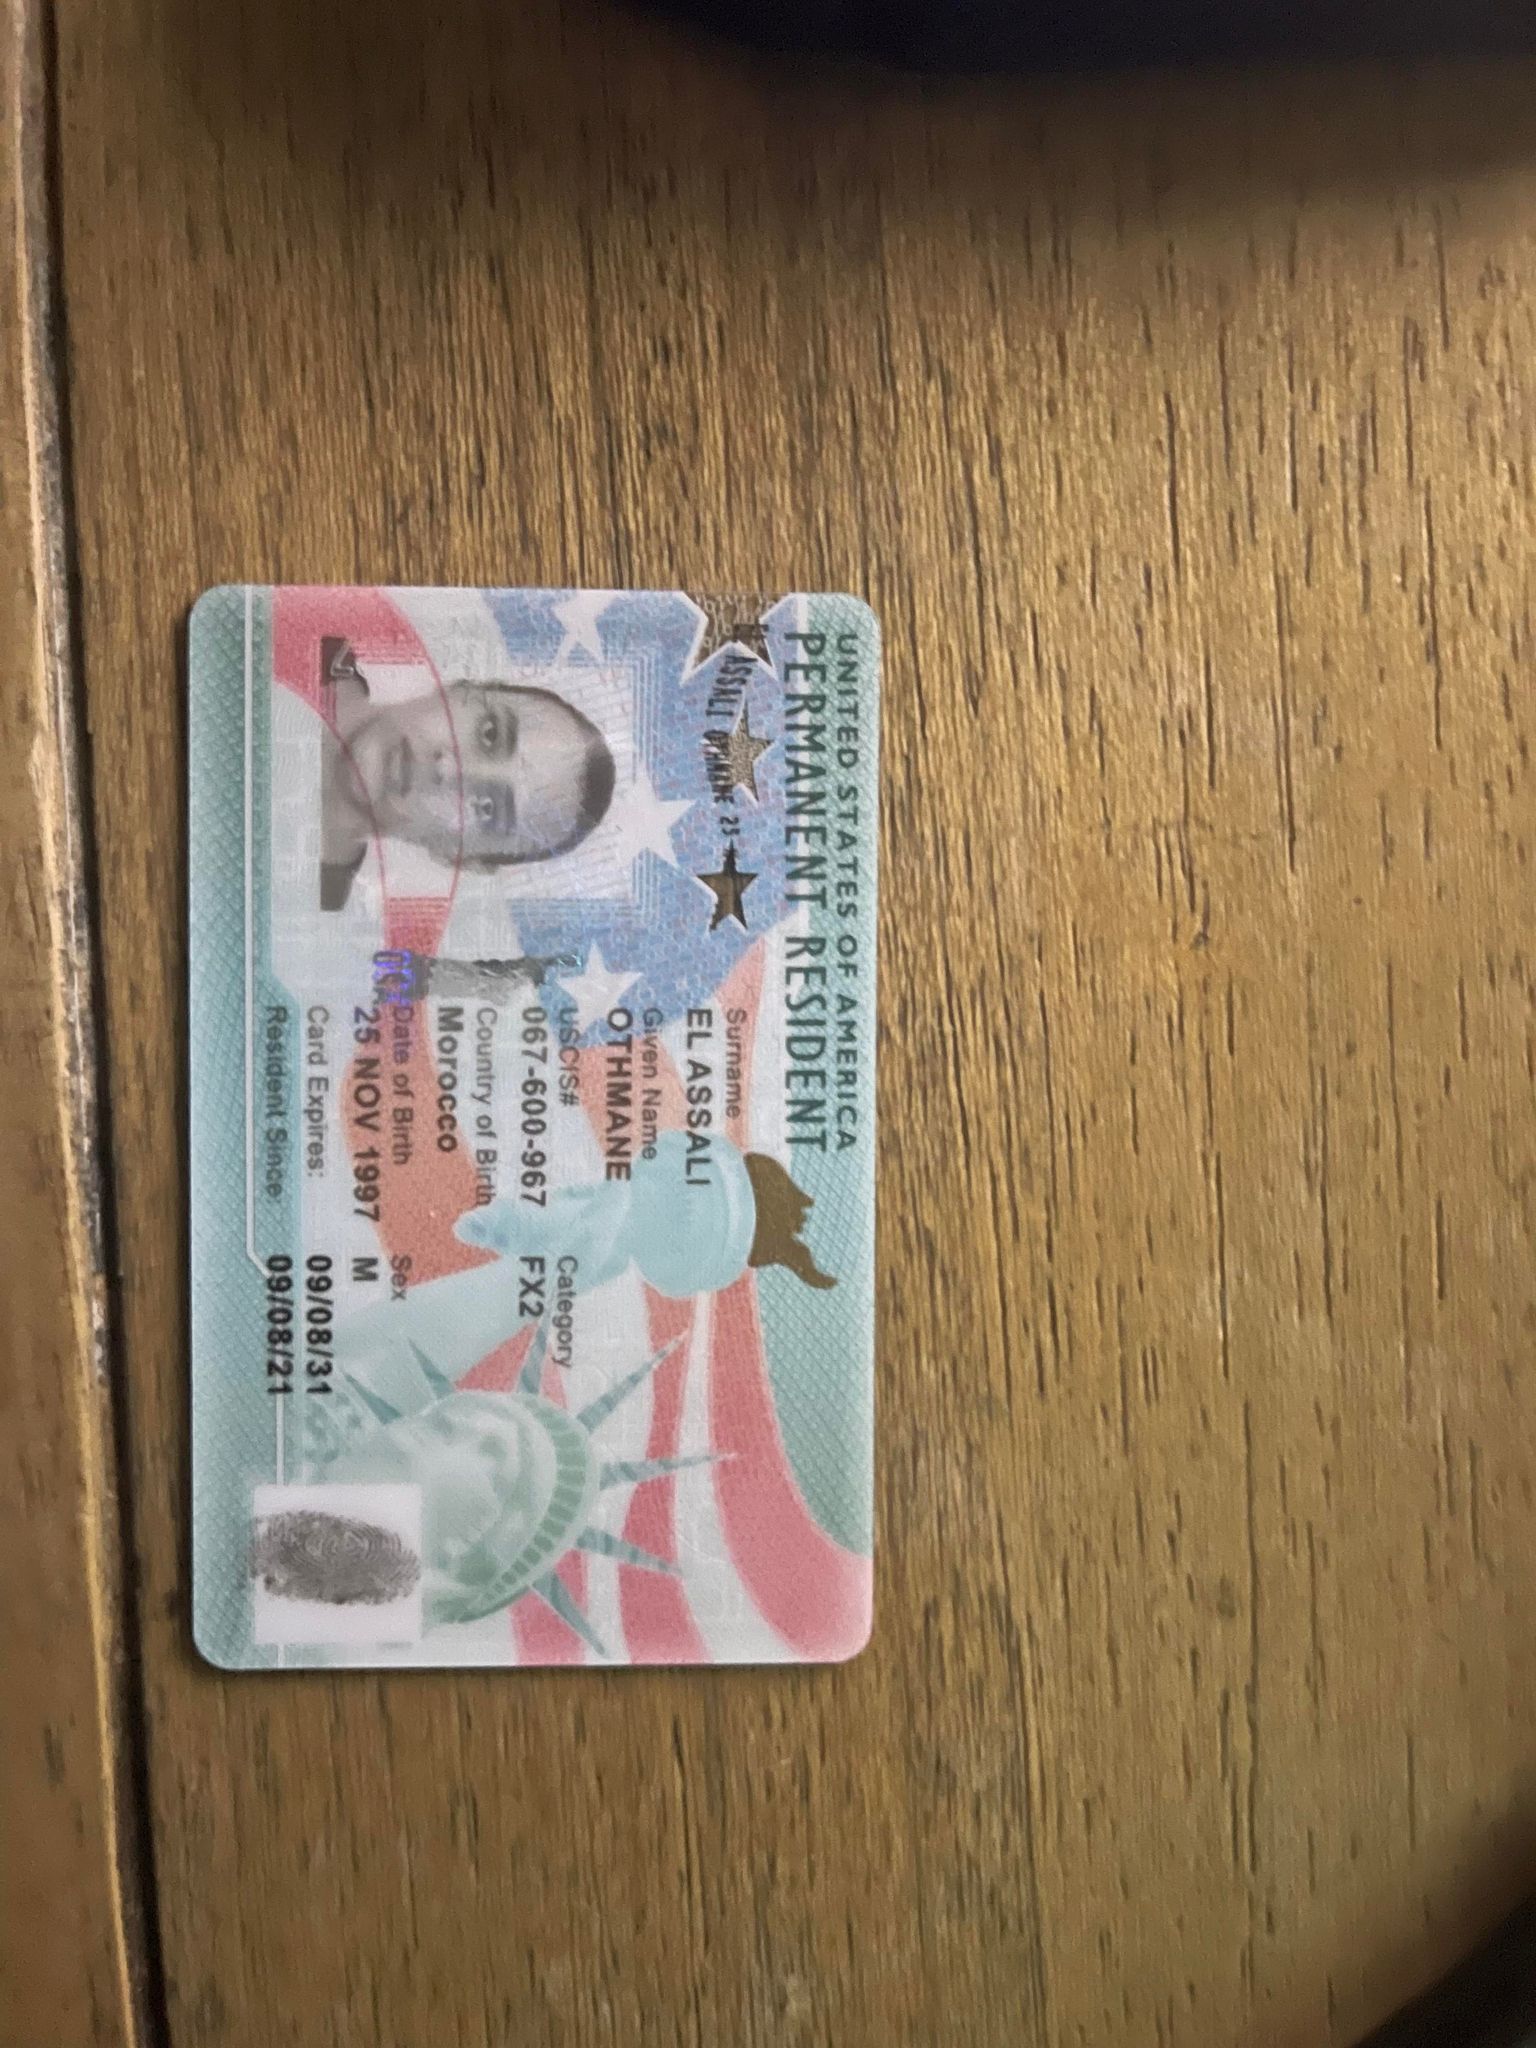 UNITED STATES OF AMERICA
PERMANENT RESIDENT
ASSALI OTHMANE 25
Surname
EL ASSALI
Given Name
OTHMANE
USCIS# Category
067-600-967 FX2
Country of Birth
Morocco
Date of Birth Sex
25 NOV 1997 M
Card Expires: 09/08/31
Resident Since: 09/08/21